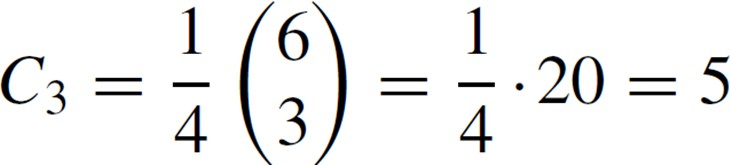 $C_3 = \frac{1}{4} \binom{6}{3} = \frac{1}{4} \cdot 20 = 5$